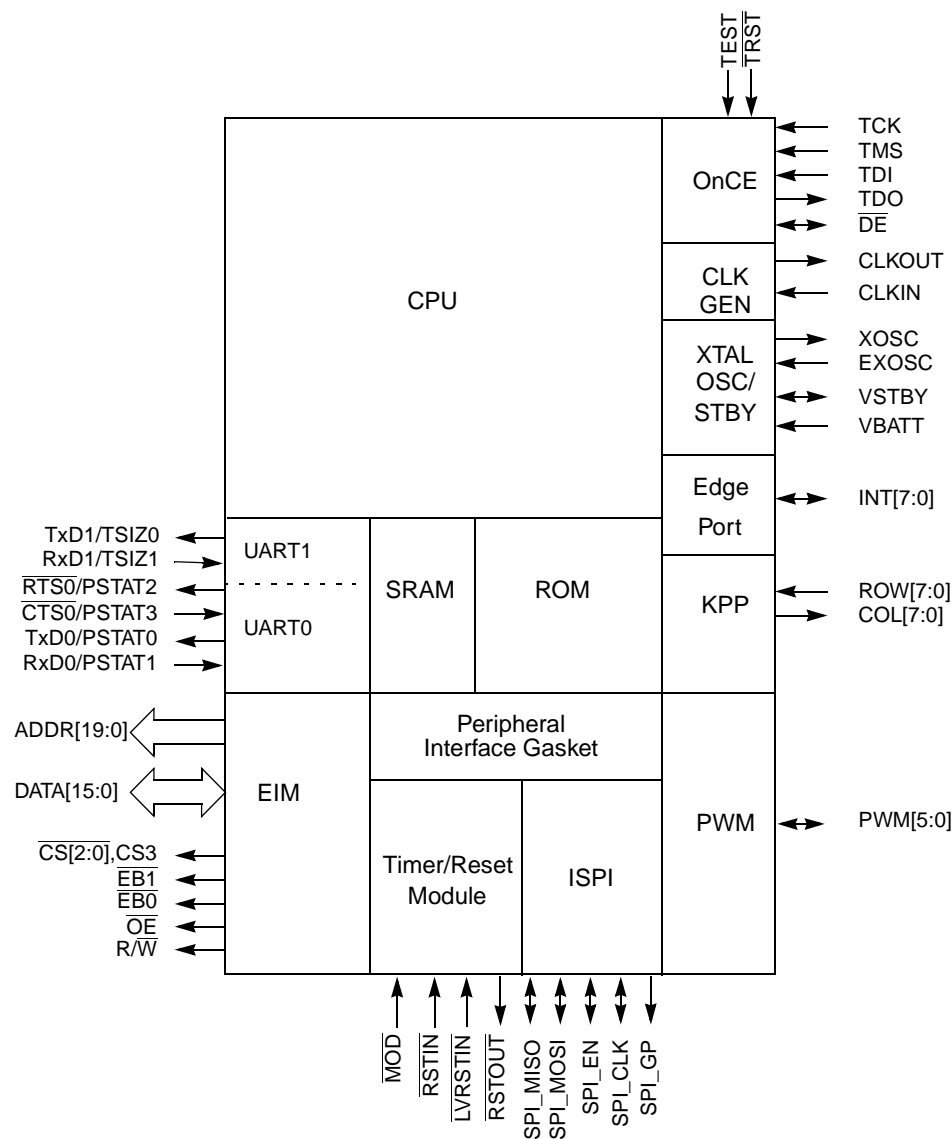 TEST
TRST
TCK
TMS
TDI
TDO
DE
OnCE
CLKOUT
CLKIN
CLK
GEN
CPU
XOSC
EXOSC
VSTBY
VBATT
XTAL
OSC/
STBY
Edge
Port
INT[7:0]
TxD1/TSIZ0
RxD1/TSIZ1
RTS0/PSTAT2
CTS0/PSTAT3
TxD0/PSTAT0
RxD0/PSTAT1
UART1
UART0
SRAM
ROM
KPP
ROW[7:0]
COL[7:0]
ADDR[19:0]
DATA[15:0]
EIM
Peripheral
Interface Gasket
PWM
PWM[5:0]
CS[2:0],CS3
EB1
EB0
OE
R/W
Timer/Reset
Module
ISPI
MOD
RSTIN
LVRSTIN
RSTOUT
SPI_MISO
SPI_MOSI
SPI_EN
SPI_CLK
SPI_GP